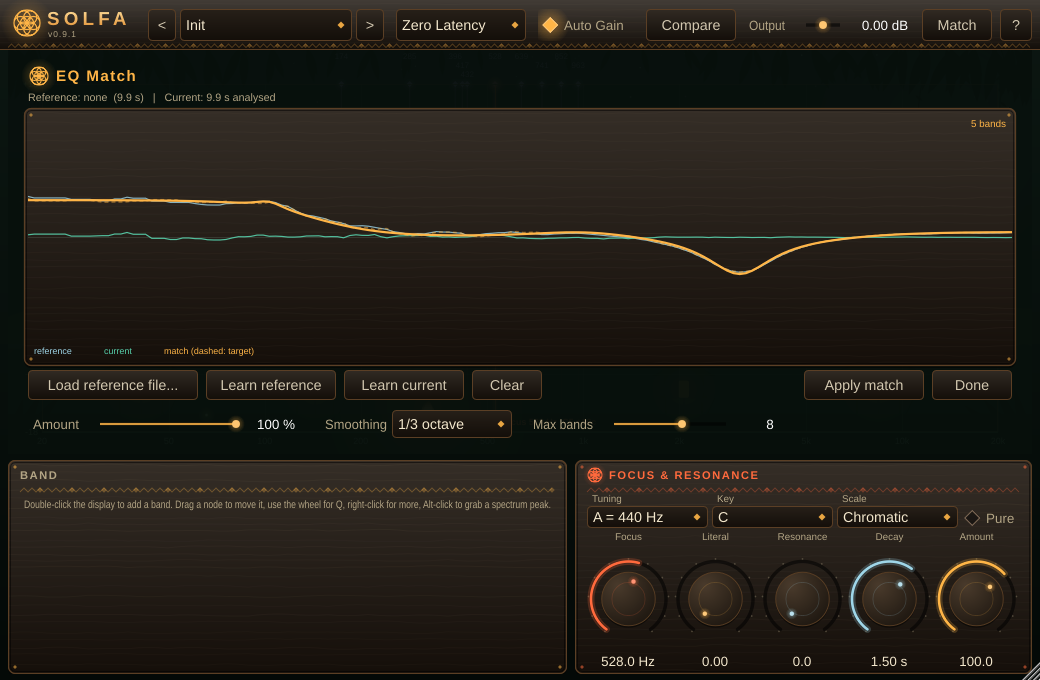 SOLFA
v0.9.1
< Init > Zero Latency Auto Gain Compare Output 0.00 dB Match ?
EQ Match
Reference: none (9.9 s) | Current: 9.9 s analysed
5 bands
reference current match (dashed: target)
Load reference file... Learn reference Learn current Clear Apply match Done
Amount 100 % Smoothing 1/3 octave Max bands 8
BAND
Double-click the display to add a band. Drag a node to move it, use the wheel for Q, right-click for more, Alt-click to grab a spectrum peak.
FOCUS & RESONANCE
Tuning Key Scale
A = 440 Hz C Chromatic Pure
Focus Literal Resonance Decay Amount
528.0 Hz 0.00 0.0 1.50 s 100.0